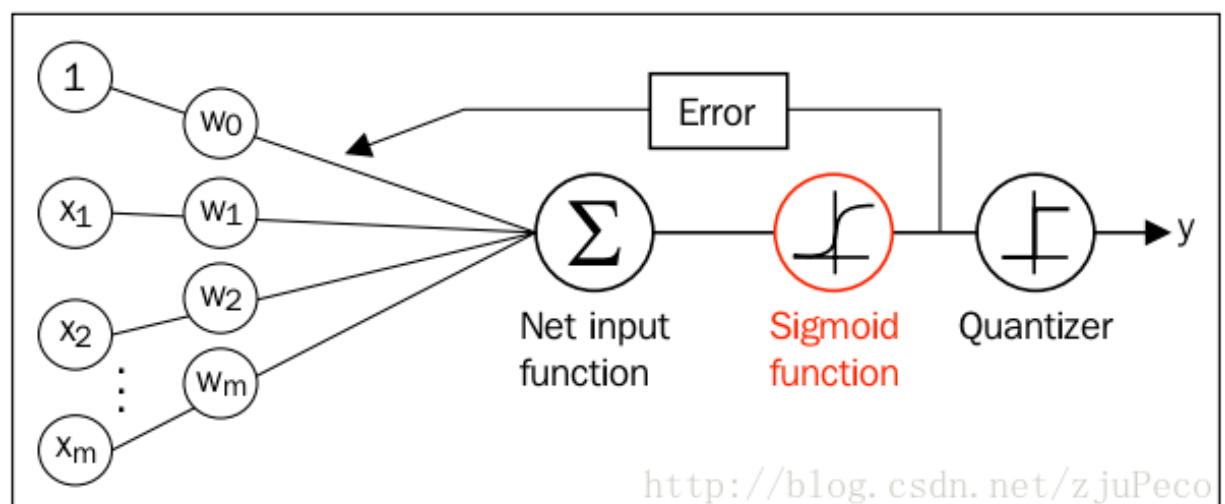 1
w0
Error
x1
w1
Σ
y
x2
w2
Net input
function
Sigmoid
function
Quantizer
⋮
wm
xm
http://blog.csdn.net/zjuPeco